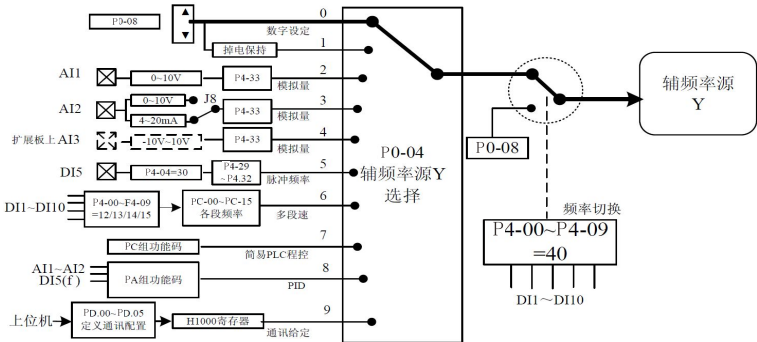 P0-08
0
数字设定
掉电保持
1
AI1
0~10V
P4-33
2
模拟量
AI2
0~10V
4~20mA
J8
P4-33
3
模拟量
扩展板上 AI3
-10V~10V
P4-33
4
模拟量
DI5
P4-04=30
P4-29
~P4.32
5
脉冲频率
DI1~DI10
P4-00~F4-09
=12/13/14/15
PC-00~PC-15
各段频率
6
多段速
PC组功能码
7
简易PLC程控
AI1~AI2
DI5(f)
PA组功能码
8
PID
上位机
PD.00~PD.05
定义通讯配置
H1000寄存器
9
通讯给定
P0-04
辅频率源Y
选择
P0-08
辅频率源
Y
频率切换
P4-00~P4-09
=40
DI1~DI10